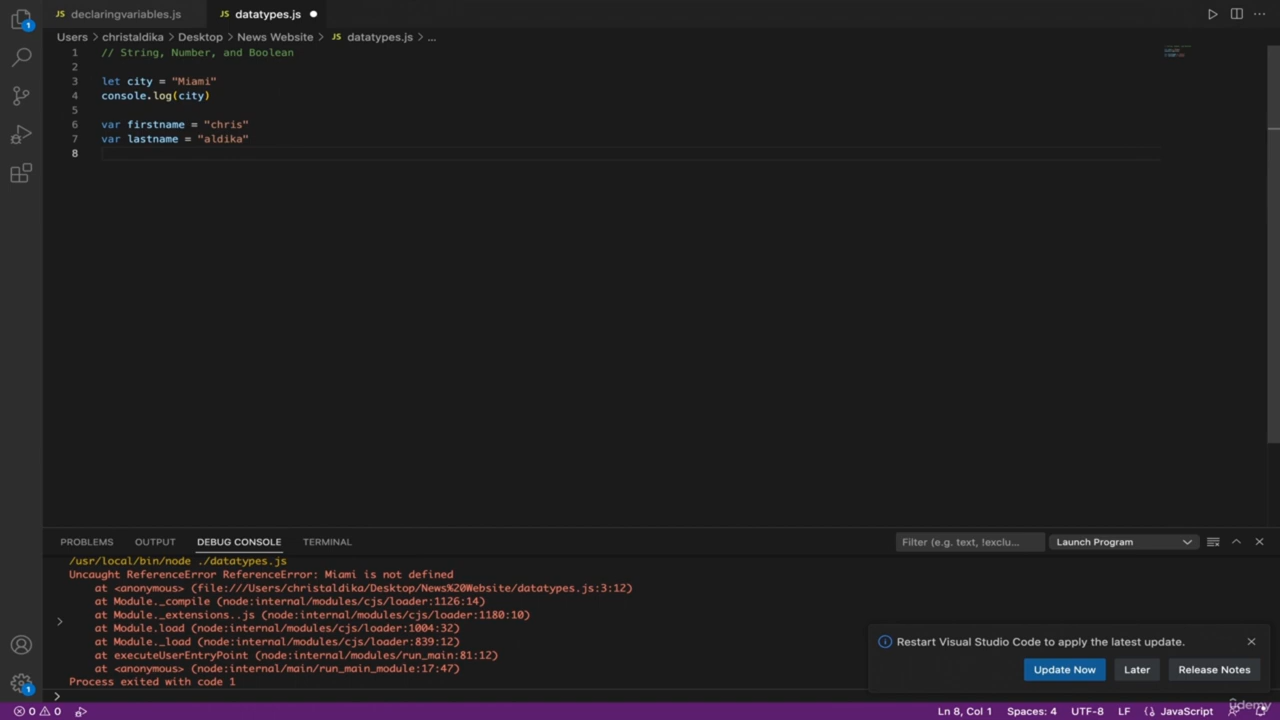 JS declaringvariables.js JS datatypes.js
1
Users > christaldika > Desktop > News Website > JS datatypes.js > ...
1 // String, Number, and Boolean
2
3 let city = "Miami"
4 console.log(city)
5
6 var firstname = "chris"
7 var lastname = "aldika"
8
PROBLEMS OUTPUT DEBUG CONSOLE TERMINAL Filter (e.g. text, !exclu... Launch Program
/usr/local/bin/node ./datatypes.js
Uncaught ReferenceError ReferenceError: Miami is not defined
at <anonymous> (file:///Users/christaldika/Desktop/News%20Website/datatypes.js:3:12)
at Module._compile (node:internal/modules/cjs/loader:1126:14)
at Module._extensions..js (node:internal/modules/cjs/loader:1180:10)
at Module.load (node:internal/modules/cjs/loader:1004:32)
at Module._load (node:internal/modules/cjs/loader:839:12)
at executeUserEntryPoint (node:internal/modules/run_main:81:12)
at <anonymous> (node:internal/main/run_main_module:17:47)
Process exited with code 1
>
Restart Visual Studio Code to apply the latest update.
Update Now Later Release Notes
1
0 0 Ln 8, Col 1 Spaces: 4 UTF-8 LF JavaScript
Udemy